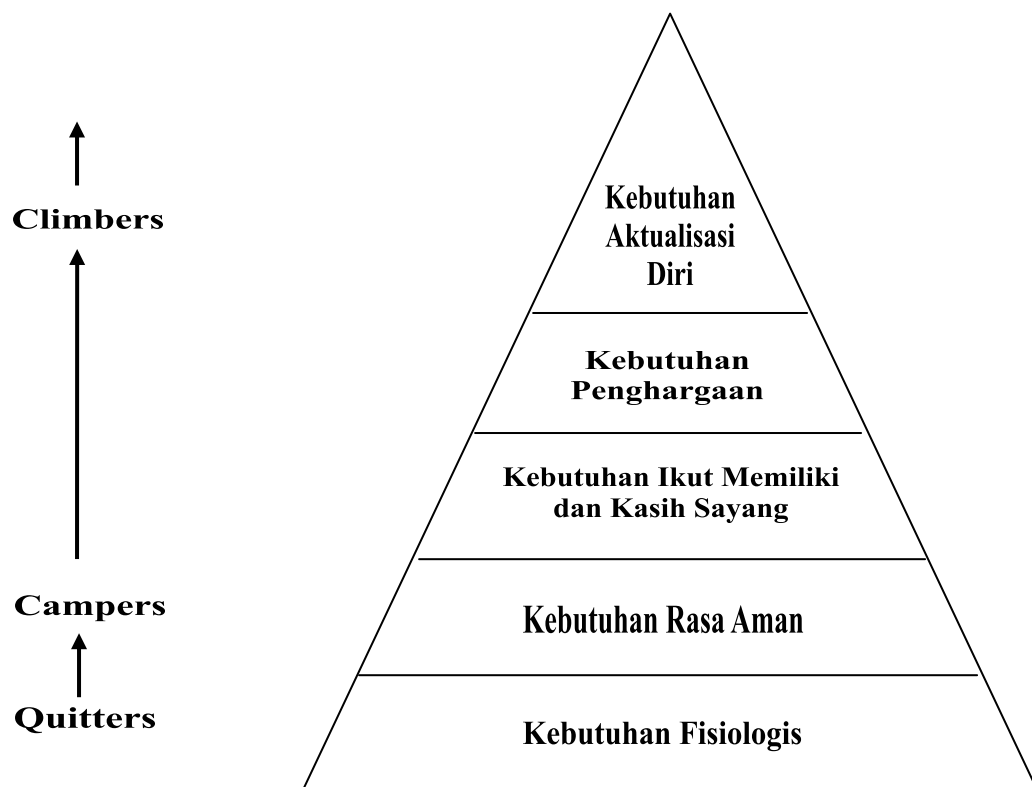 Climbers
Campers
Quitters
Kebutuhan
Aktualisasi
Diri
Kebutuhan
Penghargaan
Kebutuhan Ikut Memiliki
dan Kasih Sayang
Kebutuhan Rasa Aman
Kebutuhan Fisiologis